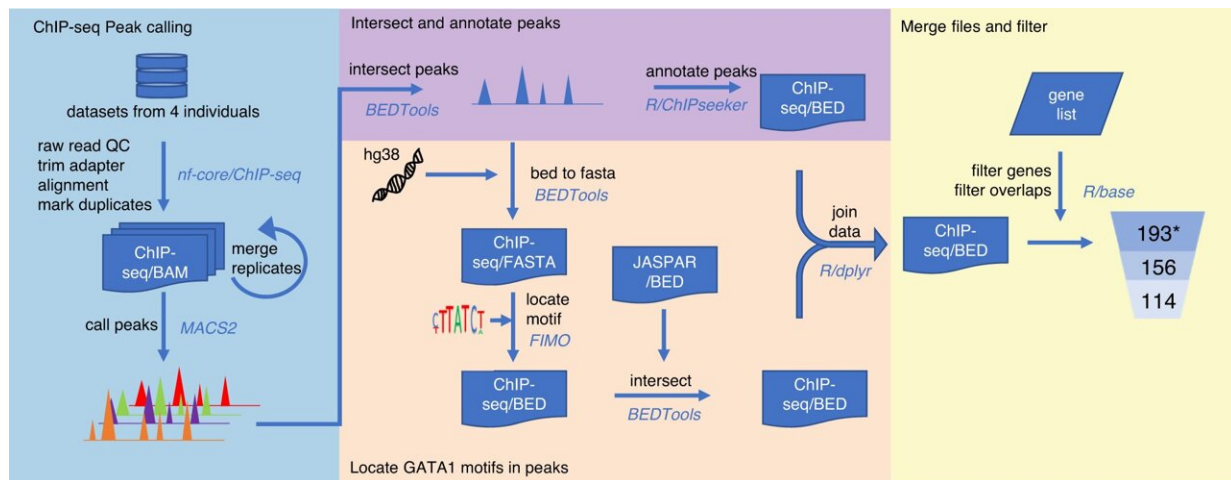 ChIP-seq Peak calling
datasets from 4 individuals
raw read QC
trim adapter
alignment
mark duplicates
nf-core/ChIP-seq
ChIP-
seq/BAM
merge
replicates
call peaks
MACS2
Intersect and annotate peaks
intersect peaks
BEDTools
annotate peaks
R/ChIPseeker
ChIP-
seq/BED
hg38
bed to fasta
BEDTools
ChIP-
seq/FASTA
JASPAR
/BED
CTTATCT
locate
motif
FIMO
ChIP-
seq/BED
intersect
BEDTools
ChIP-
seq/BED
join
data
R/dplyr
Locate GATA1 motifs in peaks
Merge files and filter
gene
list
filter genes
filter overlaps
R/base
ChIP-
seq/BED
193*
156
114